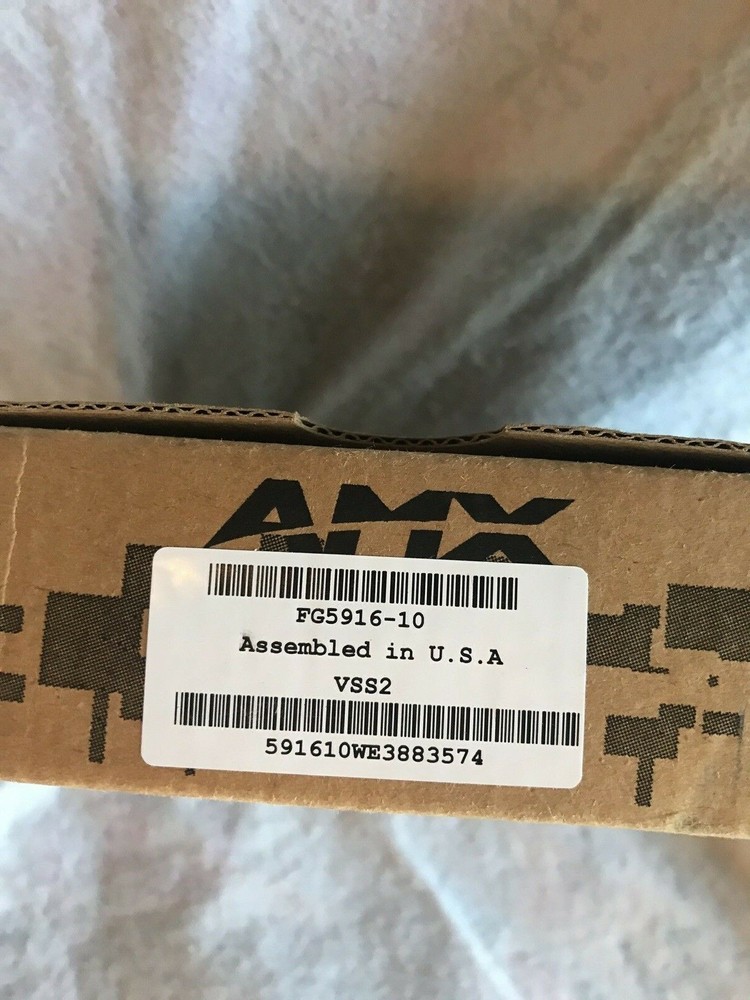 AMX
FG5916-10
Assembled in U.S.A
VSS2
591610WE3883574